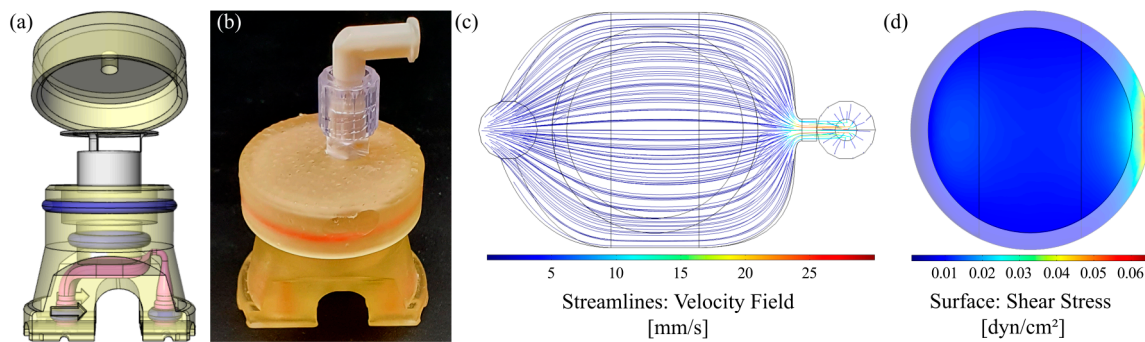 (a)
(b)
(c)
(d)
5 10 15 20 25
Streamlines: Velocity Field
[mm/s]
0.01 0.02 0.03 0.04 0.05 0.06
Surface: Shear Stress
[dyn/cm²]